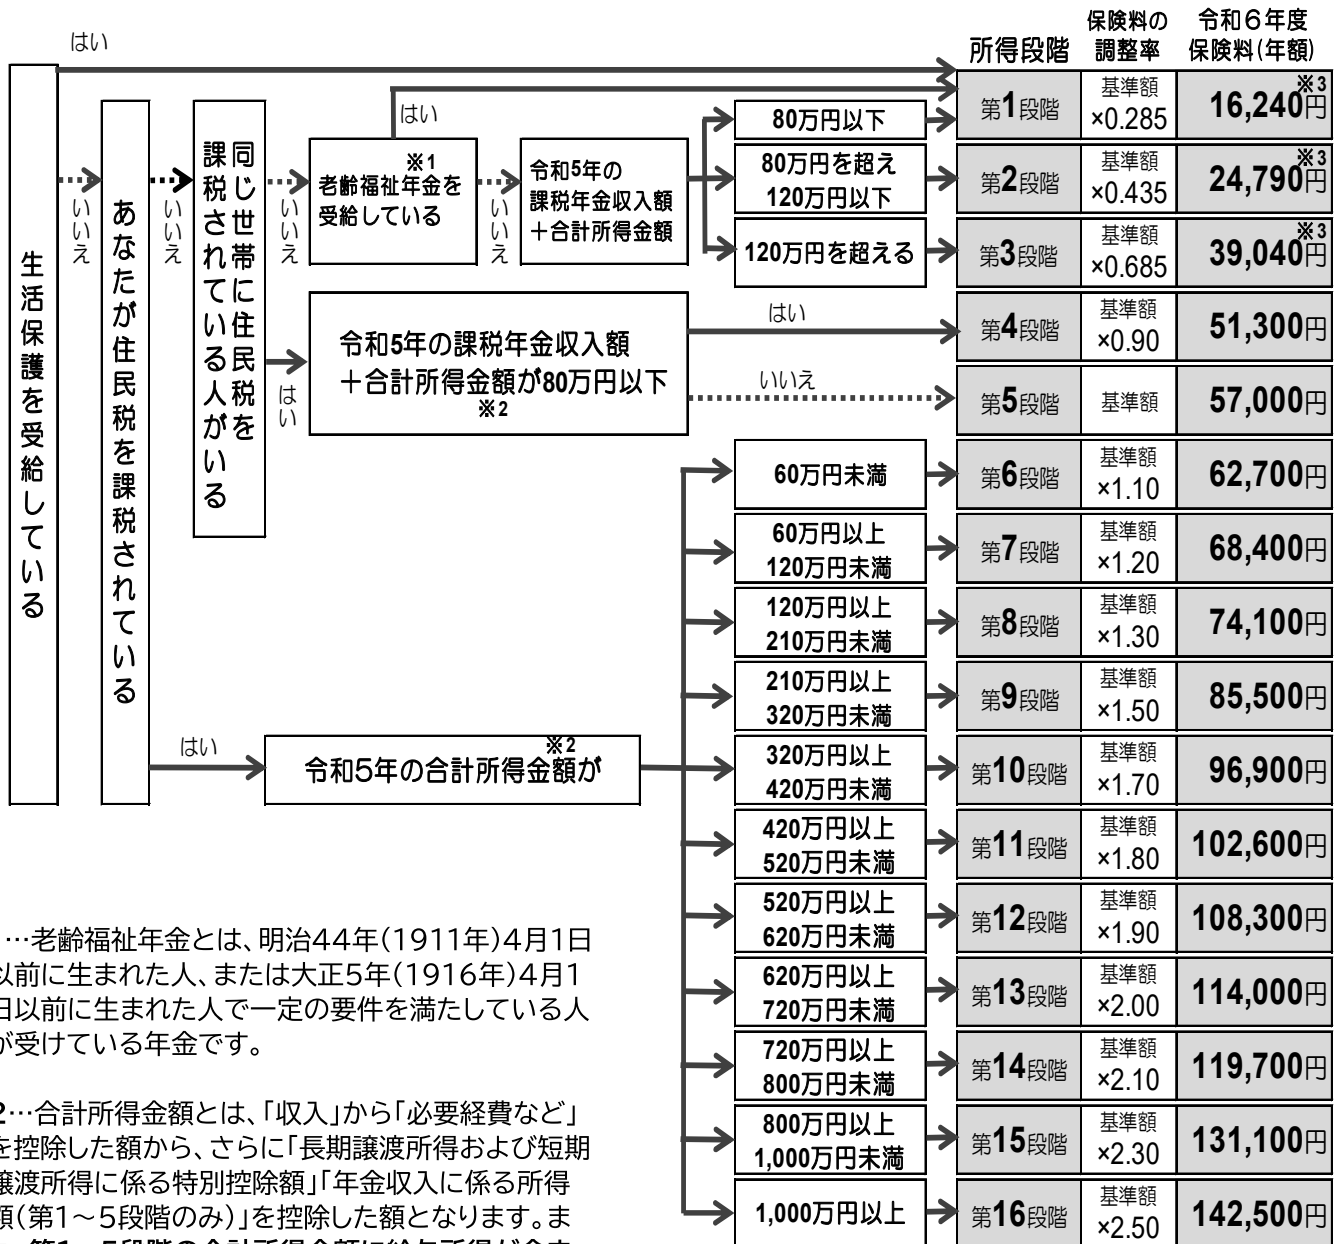 保険料の
調整率
令和６年度
保険料(年額)
所得段階
はい
生活保護を受給している
いいえ
あなたが住民税を課税されている
いいえ
同じ世帯に住民税を
課税されている人がいる
いいえ
はい
※1
老齢福祉年金を
受給している
いいえ
令和5年の
課税年金収入額
＋合計所得金額
80万円以下
第1段階
基準額
×0.285
※3
16,240円
80万円を超え
120万円以下
第2段階
基準額
×0.435
※3
24,790円
120万円を超える
第3段階
基準額
×0.685
※3
39,040円
はい
令和5年の課税年金収入額
＋合計所得金額が80万円以下
※2
はい
第4段階
基準額
×0.90
51,300円
いいえ
第5段階
基準額
57,000円
はい
令和5年の合計所得金額が
※2
60万円未満
第6段階
基準額
×1.10
62,700円
60万円以上
120万円未満
第7段階
基準額
×1.20
68,400円
120万円以上
210万円未満
第8段階
基準額
×1.30
74,100円
210万円以上
320万円未満
第9段階
基準額
×1.50
85,500円
320万円以上
420万円未満
第10段階
基準額
×1.70
96,900円
420万円以上
520万円未満
第11段階
基準額
×1.80
102,600円
520万円以上
620万円未満
第12段階
基準額
×1.90
108,300円
620万円以上
720万円未満
第13段階
基準額
×2.00
114,000円
720万円以上
800万円未満
第14段階
基準額
×2.10
119,700円
800万円以上
1,000万円未満
第15段階
基準額
×2.30
131,100円
1,000万円以上
第16段階
基準額
×2.50
142,500円
…老齢福祉年金とは、明治44年(1911年)4月1日
以前に生まれた人、または大正5年(1916年)4月1
日以前に生まれた人で一定の要件を満たしている人
が受けている年金です。
2…合計所得金額とは、「収入」から「必要経費など」
を控除した額から、さらに「長期譲渡所得および短期
譲渡所得に係る特別控除額」「年金収入に係る所得
額(第1～5段階のみ)」を控除した額となります。ま